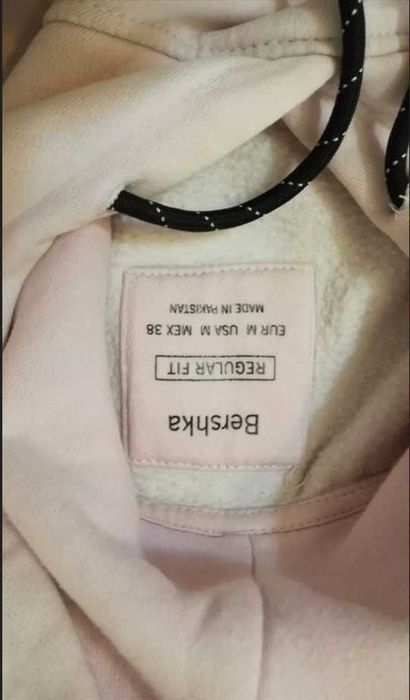 Bershka
REGULAR FIT
EUR M USA M MEX 38
MADE IN PAKISTAN